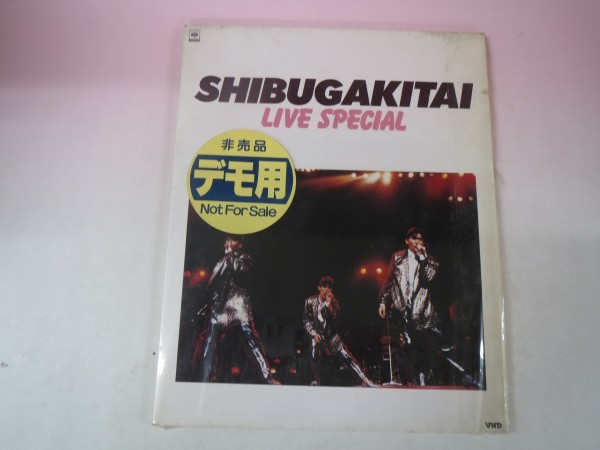 SHIBUGAKITAI
LIVE SPECIAL
非売品
デモ用
Not For Sale
VHD